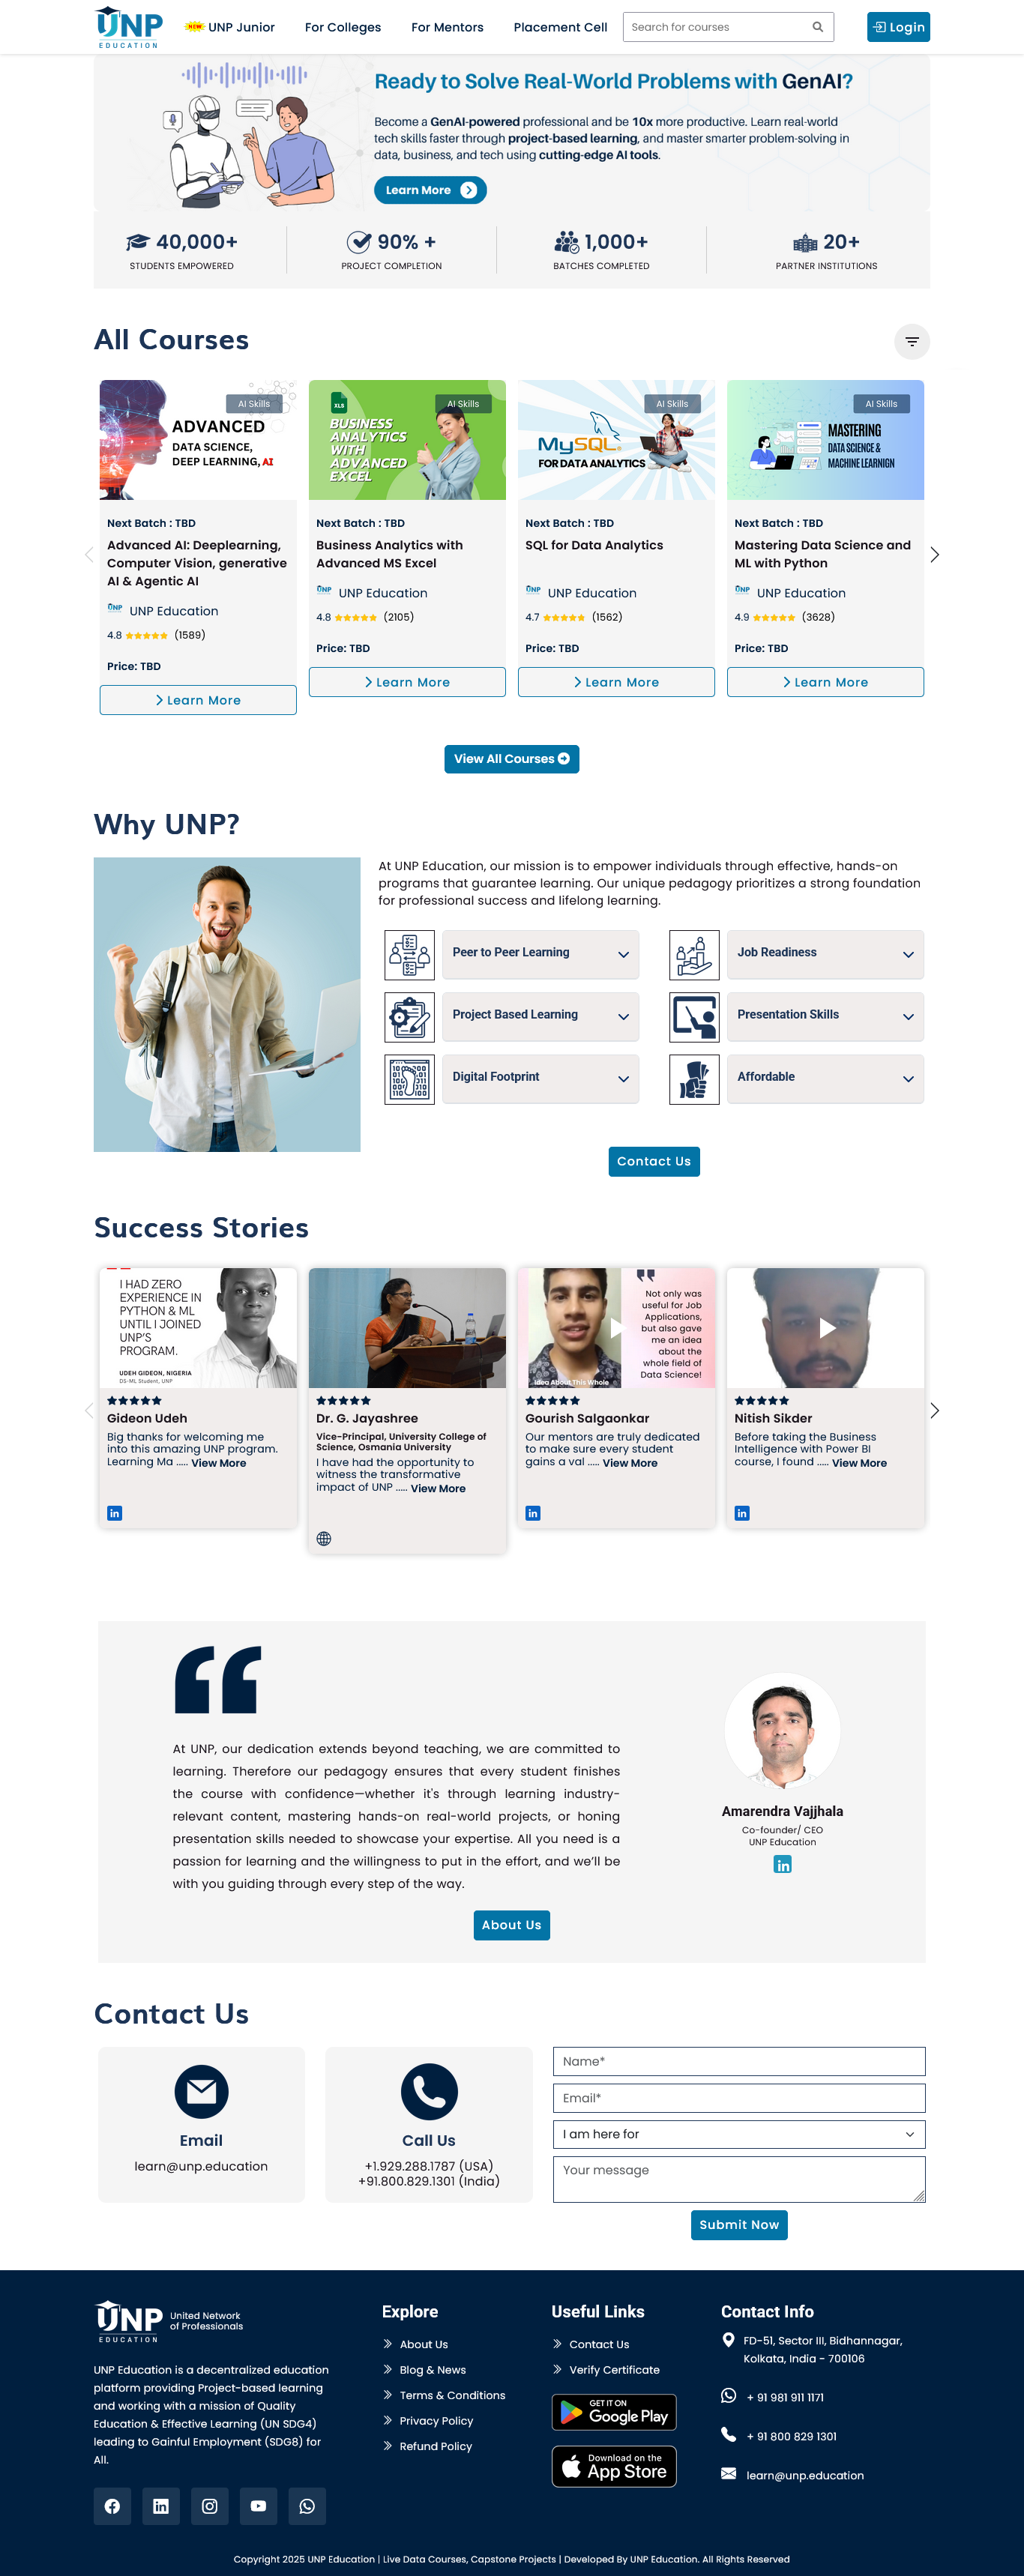 UNP
EDUCATION
NEW UNP Junior
For Colleges
For Mentors
Placement Cell
Search for courses
Login
Ready to Solve Real-World Problems with GenAI?
Become a GenAI-powered professional and be 10x more productive. Learn real-world
tech skills faster through project-based learning, and master smarter problem-solving in
data, business, and tech using cutting-edge AI tools.
Learn More
40,000+
STUDENTS EMPOWERED
90% +
PROJECT COMPLETION
1,000+
BATCHES COMPLETED
20+
PARTNER INSTITUTIONS
All Courses
AI Skills
ADVANCED
DATA SCIENCE,
DEEP LEARNING, AI
Next Batch : TBD
Advanced AI: Deeplearning,
Computer Vision, generative
AI & Agentic AI
UNP UNP Education
4.8 (1589)
Price: TBD
Learn More
XLS
AI Skills
BUSINESS
ANALYTICS
WITH
ADVANCED
EXCEL
Next Batch : TBD
Business Analytics with
Advanced MS Excel
UNP UNP Education
4.8 (2105)
Price: TBD
Learn More
AI Skills
MySQL
FOR DATA ANALYTICS
Next Batch : TBD
SQL for Data Analytics
UNP UNP Education
4.7 (1562)
Price: TBD
Learn More
AI Skills
MASTERING
DATA SCIENCE &
MACHINE LEARNIGN
Next Batch : TBD
Mastering Data Science and
ML with Python
UNP UNP Education
4.9 (3628)
Price: TBD
Learn More
View All Courses
Why UNP?
At UNP Education, our mission is to empower individuals through effective, hands-on
programs that guarantee learning. Our unique pedagogy prioritizes a strong foundation
for professional success and lifelong learning.
Peer to Peer Learning
Job Readiness
Project Based Learning
Presentation Skills
Digital Footprint
Affordable
Contact Us
Success Stories
I HAD ZERO
EXPERIENCE IN
PYTHON & ML
UNTIL I JOINED
UNP'S
PROGRAM.
UDEH GIDEON, NIGERIA
DS-ML Student, UNP
Gideon Udeh
Big thanks for welcoming me
into this amazing UNP program.
Learning Ma ..... View More
Dr. G. Jayashree
Vice-Principal, University College of
Science, Osmania University
I have had the opportunity to
witness the transformative
impact of UNP ..... View More
Not only was
useful for Job
Applications,
but also gave
me an idea
about the
whole field of
Data Science!
Idea About This Whole
Gourish Salgaonkar
Our mentors are truly dedicated
to make sure every student
gains a val ..... View More
Nitish Sikder
Before taking the Business
Intelligence with Power BI
course, I found ..... View More
At UNP, our dedication extends beyond teaching, we are committed to
learning. Therefore our pedagogy ensures that every student finishes
the course with confidence—whether it's through learning industry-
relevant content, mastering hands-on real-world projects, or honing
presentation skills needed to showcase your expertise. All you need is a
passion for learning and the willingness to put in the effort, and we'll be
with you guiding through every step of the way.
Amarendra Vajjhala
Co-founder/ CEO
UNP Education
About Us
Contact Us
Email
learn@unp.education
Call Us
+1.929.288.1787 (USA)
+91.800.829.1301 (India)
Name*
Email*
I am here for
Your message
Submit Now
UNP
EDUCATION
United Network
of Professionals
UNP Education is a decentralized education
platform providing Project-based learning
and working with a mission of Quality
Education & Effective Learning (UN SDG4)
leading to Gainful Employment (SDG8) for
All.
Explore
About Us
Blog & News
Terms & Conditions
Privacy Policy
Refund Policy
Useful Links
Contact Us
Verify Certificate
GET IT ON
Google Play
Download on the
App Store
Contact Info
FD-51, Sector III, Bidhannagar,
Kolkata, India - 700106
+ 91 981 911 1171
+ 91 800 829 1301
learn@unp.education
Copyright 2025 UNP Education | Live Data Courses, Capstone Projects | Developed By UNP Education. All Rights Reserved